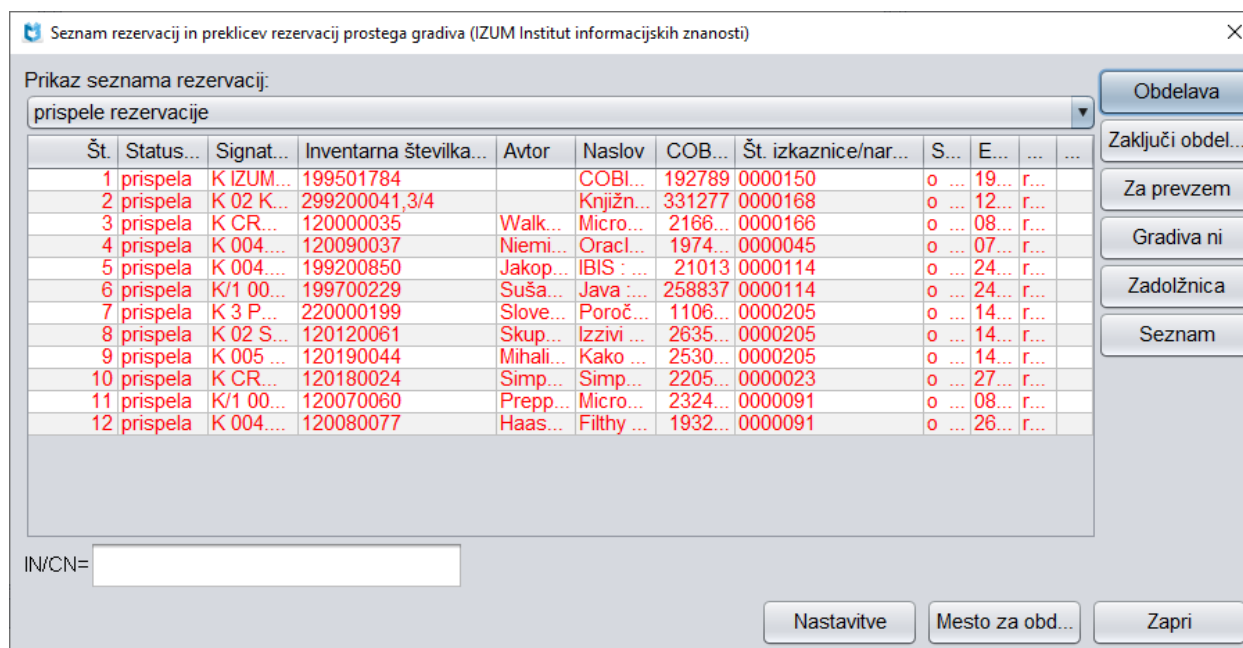 Seznam rezervacij in preklicev rezervacij prostega gradiva (IZUM Institut informacijskih znanosti)
Prikaz seznama rezervacij:
prispele rezervacije
Št. Status... Signat... Inventarna številka... Avtor Naslov COB... Št. izkaznice/nar... S... E... ... ...
1 prispela K IZUM... 199501784 COBI... 192789 0000150 o ... 19... r...
2 prispela K 02 K... 299200041,3/4 Knjižn... 331277 0000168 o ... 12... r...
3 prispela K CR... 120000035 Walk... Micro... 2166... 0000166 o ... 08... r...
4 prispela K 004.... 120090037 Niemi... Oracl... 1974... 0000045 o ... 07... r...
5 prispela K 004.... 199200850 Jakop... IBIS : ... 21013 0000114 o ... 24... r...
6 prispela K/1 00... 199700229 Suša... Java :... 258837 0000114 o ... 24... r...
7 prispela K 3 P... 220000199 Slove... Poroč... 1106... 0000205 o ... 14... r...
8 prispela K 02 S... 120120061 Skup... Izzivi ... 2635... 0000205 o ... 14... r...
9 prispela K 005 ... 120190044 Mihali... Kako ... 2530... 0000205 o ... 14... r...
10 prispela K CR... 120180024 Simp... Simp... 2205... 0000023 o ... 27... r...
11 prispela K/1 00... 120070060 Prepp... Micro... 2324... 0000091 o ... 08... r...
12 prispela K 004.... 120080077 Haas... Filthy ... 1932... 0000091 o ... 26... r...
IN/CN=
Obdelava
Zaključi obdel...
Za prevzem
Gradiva ni
Zadolžnica
Seznam
Nastavitve Mesto za obd... Zapri